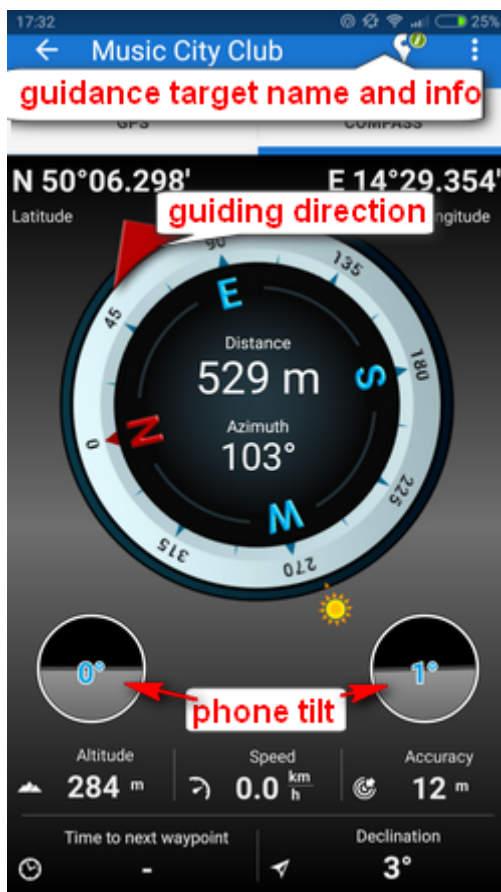 17:32 25%
Music City Club
guidance target name and info
GPS COMPASS
N 50°06.298' E 14°29.354'
Latitude ngitude
guiding direction
90
135
45
E
180
Distance
529 m
S
Azimuth
103°
N
0
W
225
315
270
0° 1°
phone tilt
Altitude Speed Accuracy
284 m 0.0 km/h 12 m
Time to next waypoint Declination
- 3°